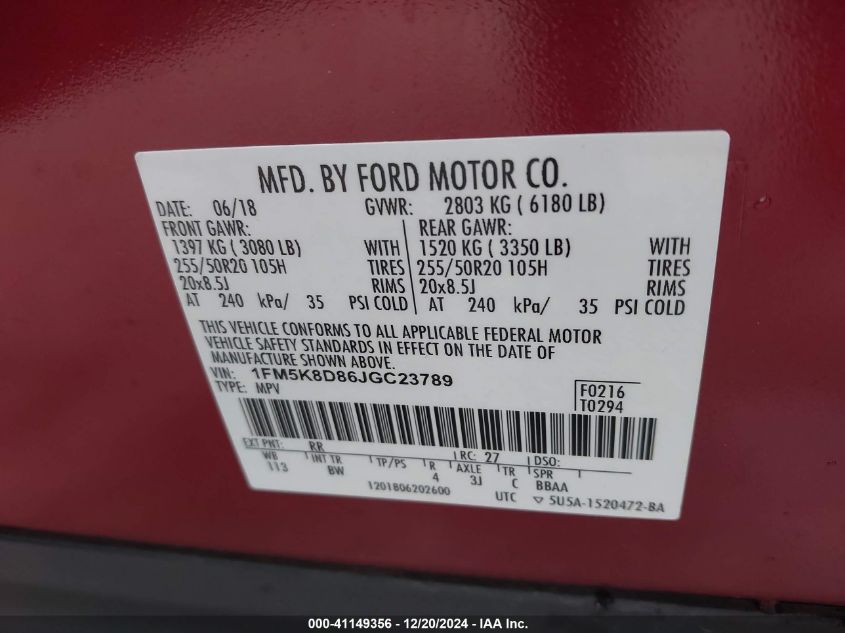 MFD. BY FORD MOTOR CO.
DATE: 06/18 GVWR: 2803 KG ( 6180 LB)
FRONT GAWR: REAR GAWR:
1397 KG ( 3080 LB) WITH 1520 KG ( 3350 LB) WITH
255/50R20 105H TIRES 255/50R20 105H TIRES
20x8.5J RIMS 20x8.5J RIMS
AT 240 kPa/ 35 PSI COLD AT 240 kPa/ 35 PSI COLD
THIS VEHICLE CONFORMS TO ALL APPLICABLE FEDERAL MOTOR
VEHICLE SAFETY STANDARDS IN EFFECT ON THE DATE OF
MANUFACTURE SHOWN ABOVE.
VIN: 1FM5K8D86JGC23789
TYPE: MPV
F0216
T0294
EXT PNT: RR RC: 27 DSO:
WB INT TR TP/PS R AXLE TR SPR
113 BW 4 3J C BBAA
1201806202600 UTC ▽ 5U5A-1520472-BA
000-41149356 - 12/20/2024 - IAA Inc.